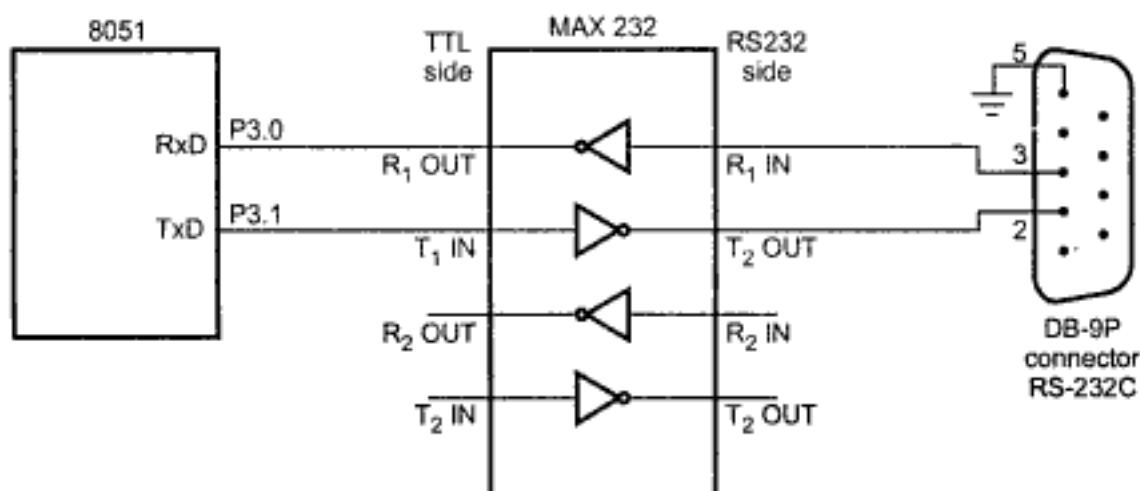 8051
MAX 232
TTL
side
RS232
side
5
RxD
P3.0
R1 OUT
R1 IN
3
TxD
P3.1
T1 IN
T2 OUT
2
R2 OUT
R2 IN
T2 IN
T2 OUT
DB-9P
connector
RS-232C